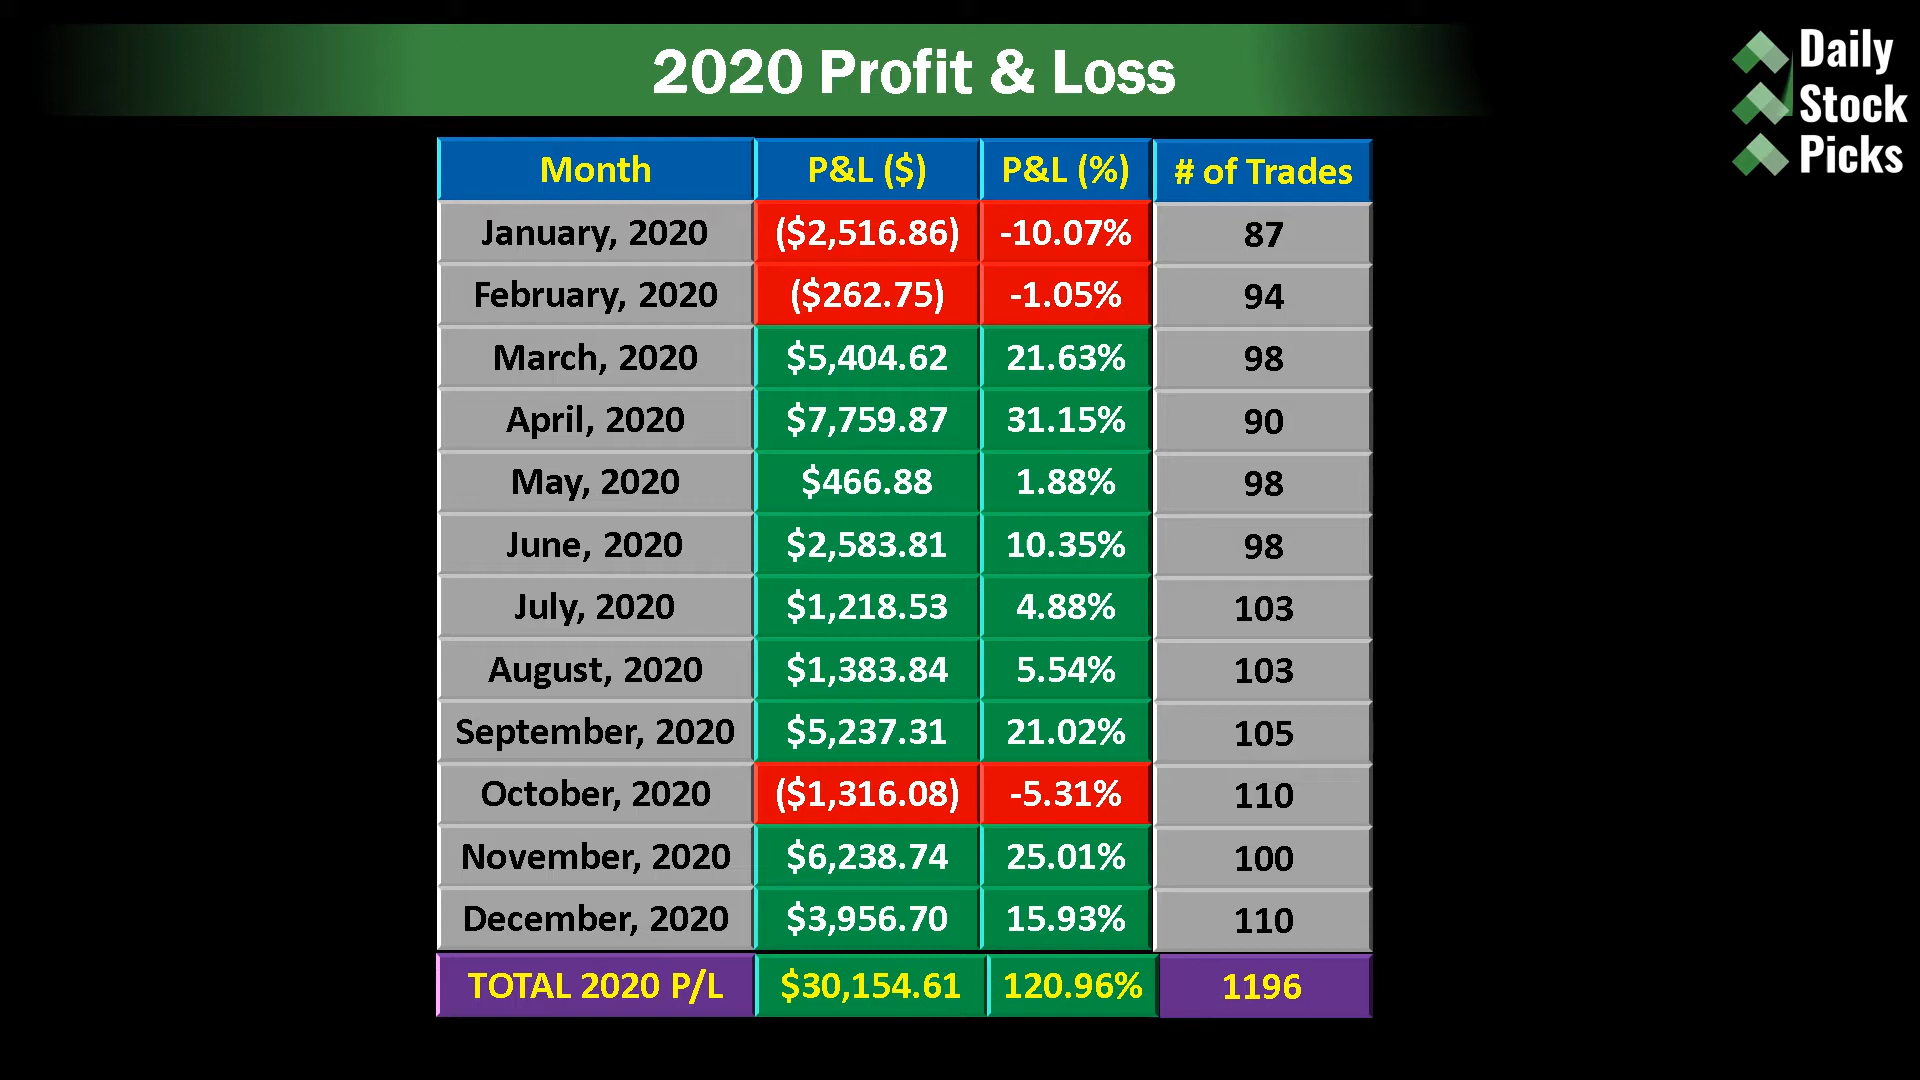 2020 Profit & Loss
Daily
Stock
Picks
Month P&L ($) P&L (%) # of Trades
January, 2020 ($2,516.86) -10.07% 87
February, 2020 ($262.75) -1.05% 94
March, 2020 $5,404.62 21.63% 98
April, 2020 $7,759.87 31.15% 90
May, 2020 $466.88 1.88% 98
June, 2020 $2,583.81 10.35% 98
July, 2020 $1,218.53 4.88% 103
August, 2020 $1,383.84 5.54% 103
September, 2020 $5,237.31 21.02% 105
October, 2020 ($1,316.08) -5.31% 110
November, 2020 $6,238.74 25.01% 100
December, 2020 $3,956.70 15.93% 110
TOTAL 2020 P/L $30,154.61 120.96% 1196